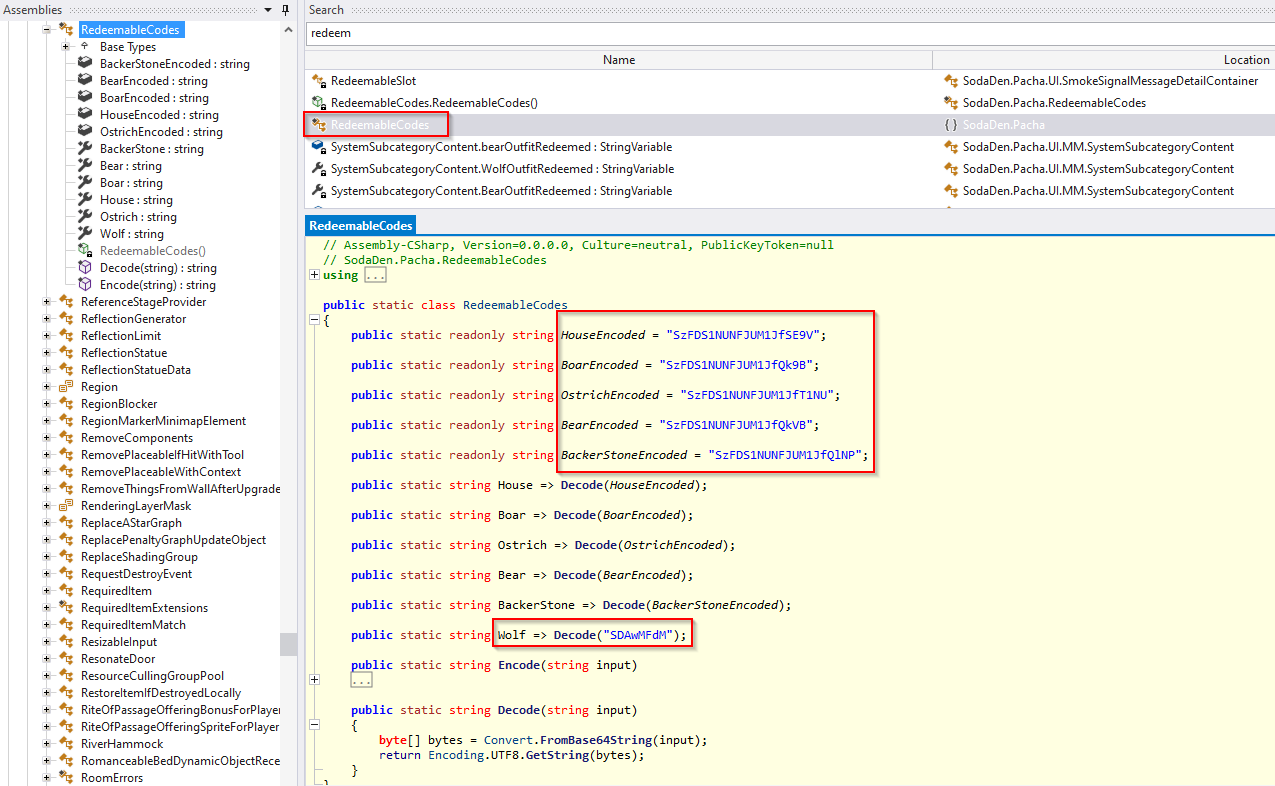 Assemblies
RedeemableCodes
Base Types
BackerStoneEncoded : string
BearEncoded : string
BoarEncoded : string
HouseEncoded : string
OstrichEncoded : string
BackerStone : string
Bear : string
Boar : string
House : string
Ostrich : string
Wolf : string
RedeemableCodes()
Decode(string) : string
Encode(string) : string
ReferenceStageProvider
ReflectionGenerator
ReflectionLimit
ReflectionStatue
ReflectionStatueData
Region
RegionBlocker
RegionMarkerMinimapElement
RemoveComponents
RemovePlaceableIfHitWithTool
RemovePlaceableWithContext
RemoveThingsFromWallAfterUpgrade
RenderingLayerMask
ReplaceAStarGraph
ReplacePenaltyGraphUpdateObject
ReplaceShadingGroup
RequestDestroyEvent
RequiredItem
RequiredItemExtensions
RequiredItemMatch
ResizableInput
ResonateDoor
ResourceCullingGroupPool
RestoreItemIfDestroyedLocally
RiteOfPassageOfferingBonusForPlayer
RiteOfPassageOfferingSpriteForPlayer
RiverHammock
RomanceableBedDynamicObjectRece
RoomErrors
Search
redeem
Name Location
RedeemableSlot SodaDen.Pacha.UI.SmokeSignalMessageDetailContainer
RedeemableCodes.RedeemableCodes() SodaDen.Pacha.RedeemableCodes
RedeemableCodes { } SodaDen.Pacha
SystemSubcategoryContent.bearOutfitRedeemed : StringVariable SodaDen.Pacha.UI.MM.SystemSubcategoryContent
SystemSubcategoryContent.WolfOutfitRedeemed : StringVariable SodaDen.Pacha.UI.MM.SystemSubcategoryContent
SystemSubcategoryContent.BearOutfitRedeemed : StringVariable SodaDen.Pacha.UI.MM.SystemSubcategoryContent
RedeemableCodes
// Assembly-CSharp, Version=0.0.0.0, Culture=neutral, PublicKeyToken=null
// SodaDen.Pacha.RedeemableCodes
using ...
public static class RedeemableCodes
{
public static readonly string HouseEncoded = "SzFDS1NUNFJUM1JfSE9V";
public static readonly string BoarEncoded = "SzFDS1NUNFJUM1JfQk9B";
public static readonly string OstrichEncoded = "SzFDS1NUNFJUM1JfT1NU";
public static readonly string BearEncoded = "SzFDS1NUNFJUM1JfQkVB";
public static readonly string BackerStoneEncoded = "SzFDS1NUNFJUM1JfQlNP";
public static string House => Decode(HouseEncoded);
public static string Boar => Decode(BoarEncoded);
public static string Ostrich => Decode(OstrichEncoded);
public static string Bear => Decode(BearEncoded);
public static string BackerStone => Decode(BackerStoneEncoded);
public static string Wolf => Decode("SDAwMFdM");
public static string Encode(string input)
...
public static string Decode(string input)
{
byte[] bytes = Convert.FromBase64String(input);
return Encoding.UTF8.GetString(bytes);
}
}